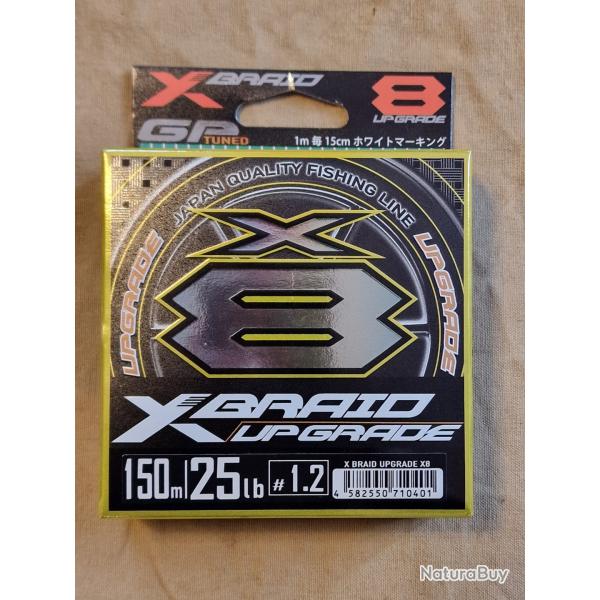 X BRAID
8
UPGRADE
GP
TUNED
1m毎15cmホワイトマーキング
JAPAN QUALITY FISHING LINE
UPGRADE
UPGRADE
X
8
XBRAID
UPGRADE
150m 25lb #1.2
X BRAID UPGRADE X8
4 582550 710401
NaturaBuy